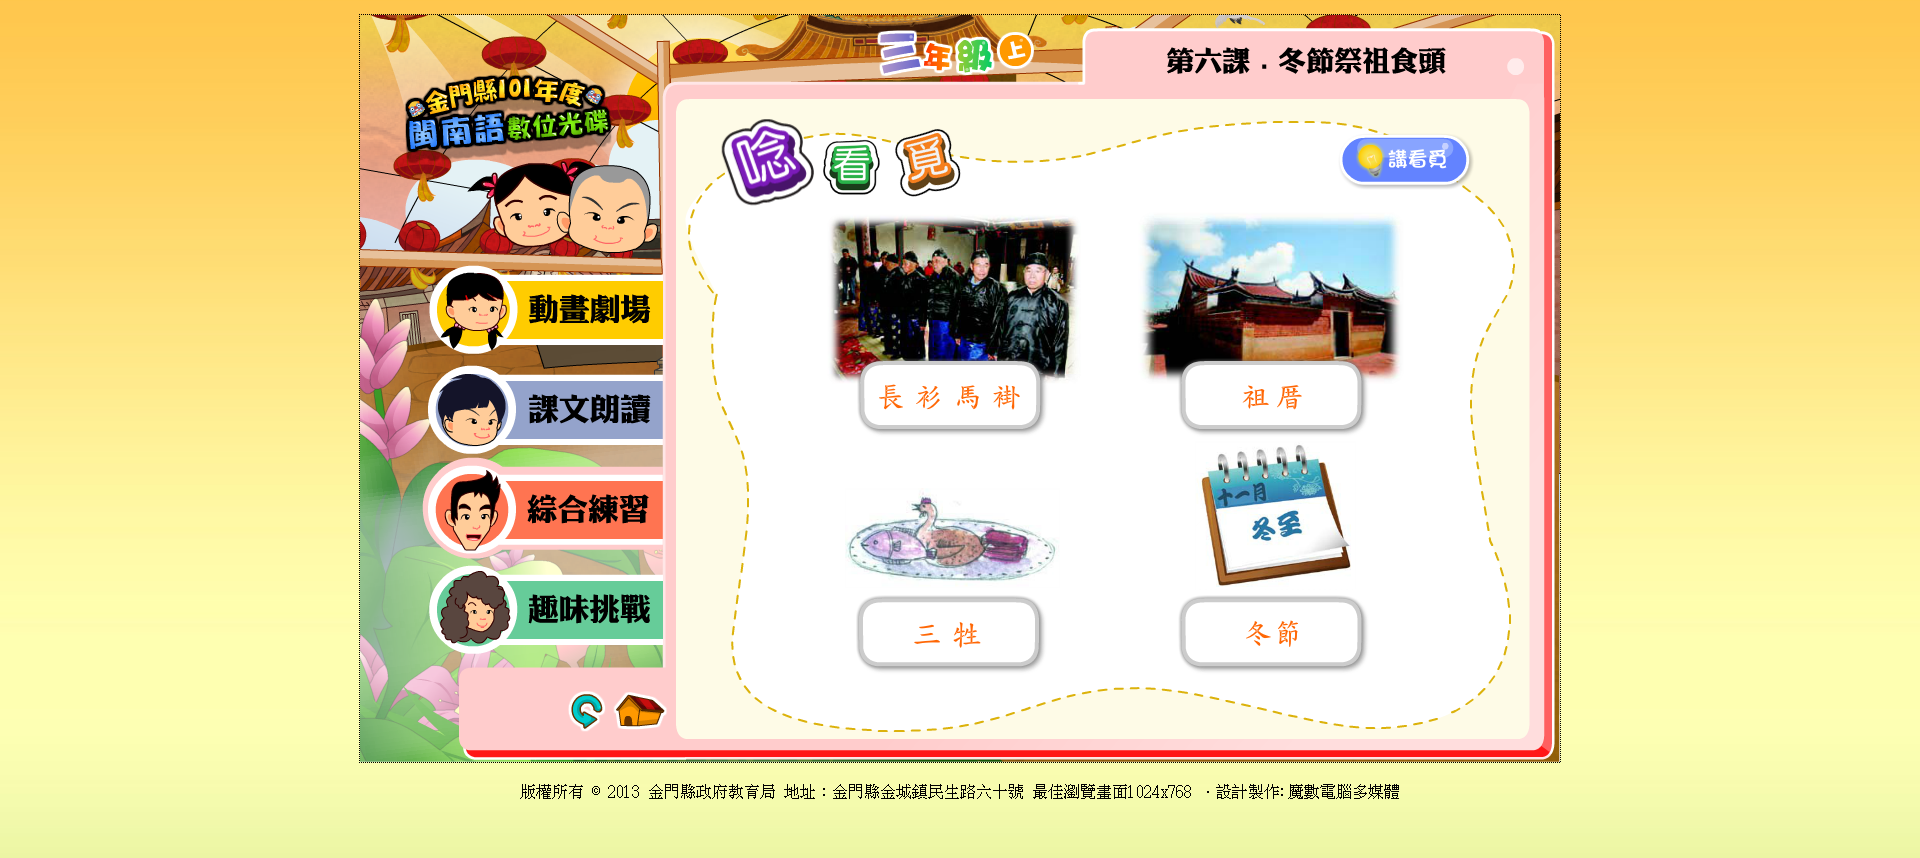 三年級上
第六課．冬節祭祖食頭
金門縣101年度
閩南語數位光碟
唸看覓
講看覓
動畫劇場
課文朗讀
綜合練習
趣味挑戰
長衫馬褂
祖厝
十一月
冬至
三牲
冬節
版權所有 © 2013 金門縣政府教育局 地址：金門縣金城鎮民生路六十號 最佳瀏覽畫面1024x768 ‧設計製作: 魔數電腦多媒體